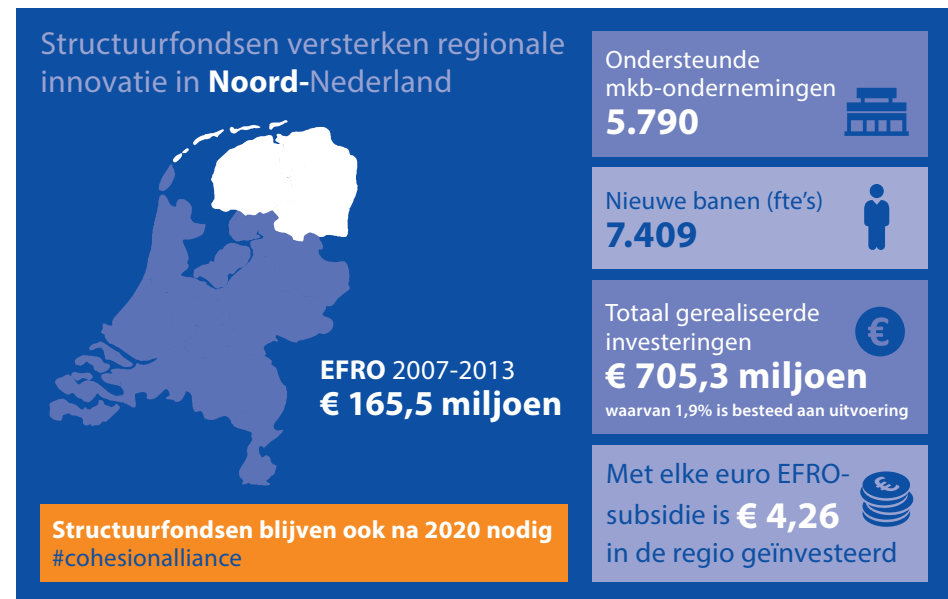 Structuurfondsen versterken regionale
innovatie in Noord-Nederland
EFRO 2007-2013
€ 165,5 miljoen
Structuurfondsen blijven ook na 2020 nodig
#cohesionalliance
Ondersteunde
mkb-ondernemingen
5.790
Nieuwe banen (fte’s)
7.409
Totaal gerealiseerde
investeringen
€ 705,3 miljoen
waarvan 1,9% is besteed aan uitvoering
€
Met elke euro EFRO-
subsidie is € 4,26
in de regio geïnvesteerd
€